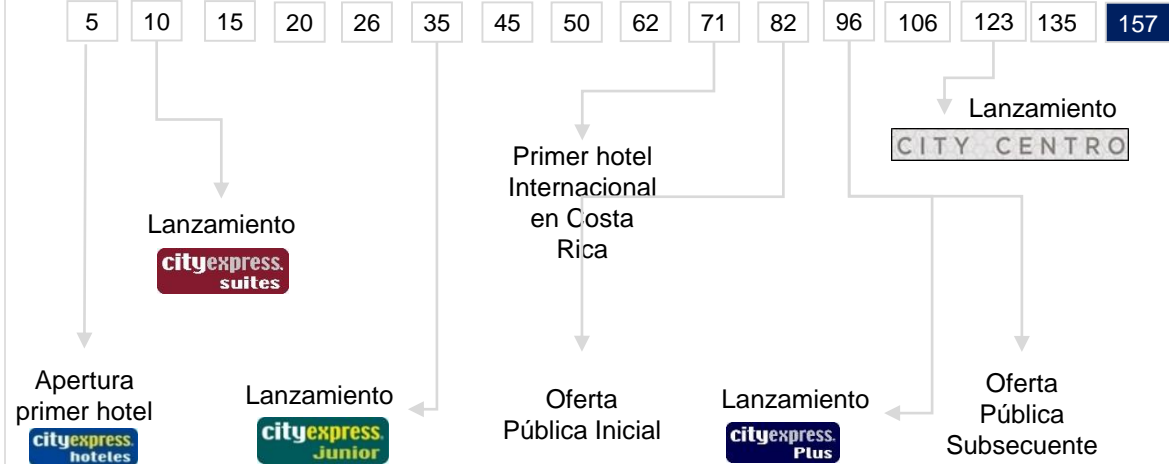 5 10 15 20 26 35 45 50 62 71 82 96 106 123 135 157
Lanzamiento
CITY CENTRO
Primer hotel
Internacional
en Costa
Rica
Lanzamiento
cityexpress.
suites
Apertura
primer hotel
cityexpress.
hoteles
Lanzamiento
cityexpress.
Junior
Oferta
Pública Inicial
Lanzamiento
cityexpress.
Plus
Oferta
Pública
Subsecuente